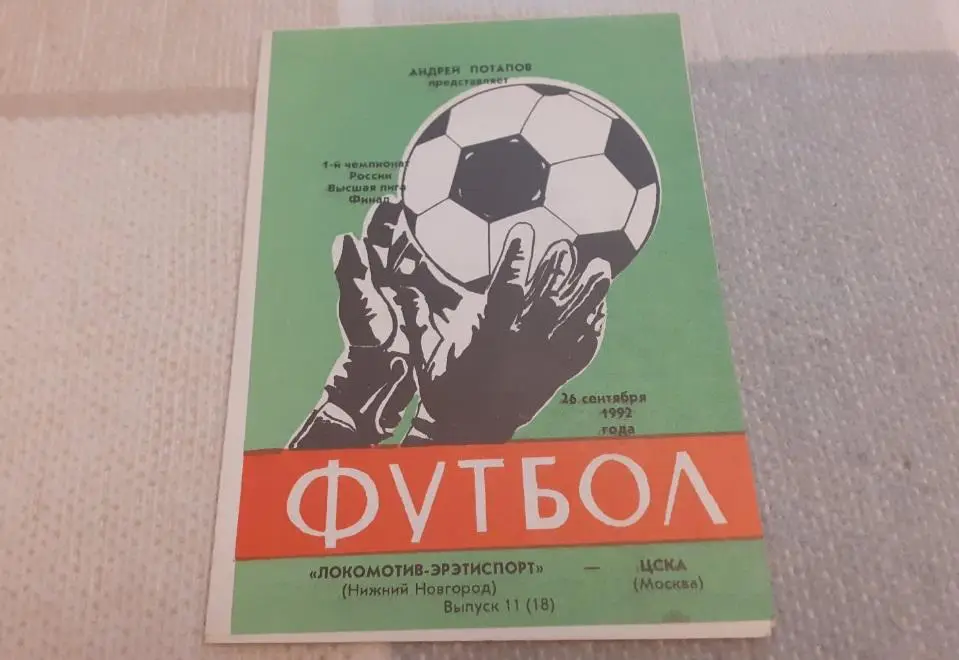 АНДРЕЙ ПОТАПОВ
представляет
1-й чемпионат
России
Высшая лига
Финал
26 сентября
1992
года
ФУТБОЛ
«ЛОКОМОТИВ-ЭРЭТИСПОРТ» — ЦСКА
(Нижний Новгород) (Москва)
Выпуск 11 (18)